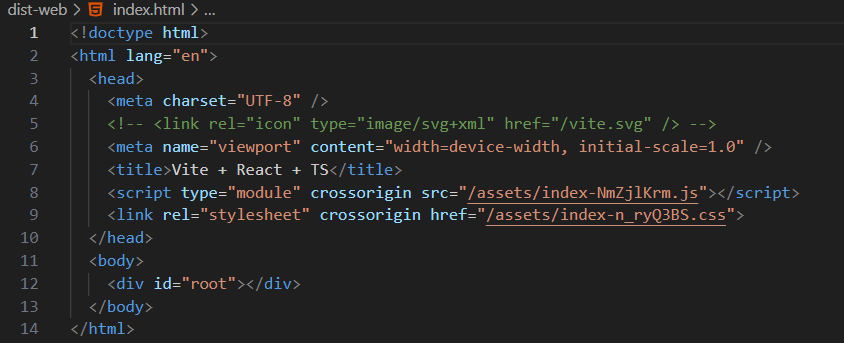 dist-web > index.html > ...
1 <!doctype html>
2 <html lang="en">
3 <head>
4 <meta charset="UTF-8" />
5 <!-- <link rel="icon" type="image/svg+xml" href="/vite.svg" /> -->
6 <meta name="viewport" content="width=device-width, initial-scale=1.0" />
7 <title>Vite + React + TS</title>
8 <script type="module" crossorigin src="/assets/index-NmZjlKrm.js"></script>
9 <link rel="stylesheet" crossorigin href="/assets/index-n_ryQ3BS.css">
10 </head>
11 <body>
12 <div id="root"></div>
13 </body>
14 </html>